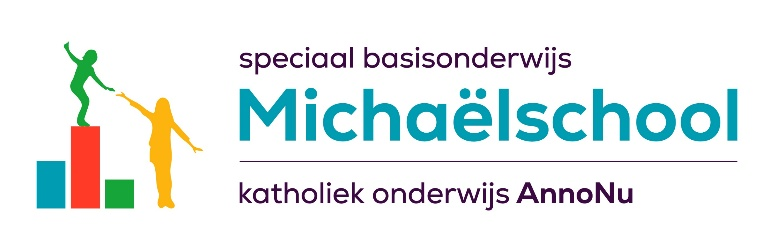 speciaal basisonderwijs
Michaëlschool
katholiek onderwijs AnnoNu